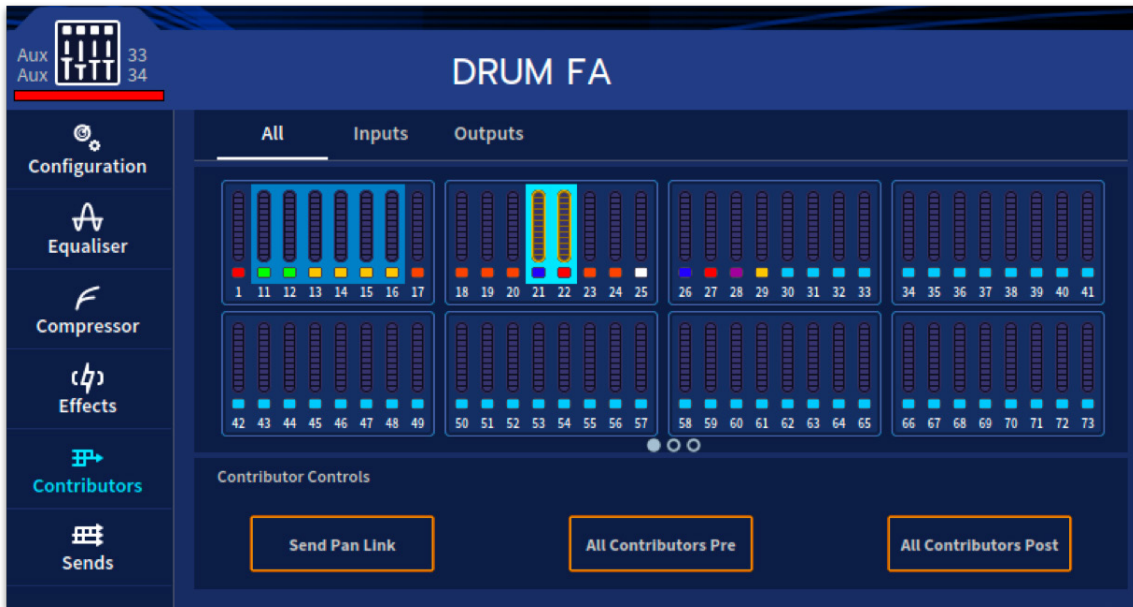 Aux 33
Aux 34
DRUM FA
Configuration
Equaliser
Compressor
Effects
Contributors
Sends
All Inputs Outputs
1 11 12 13 14 15 16 17
18 19 20 21 22 23 24 25
26 27 28 29 30 31 32 33
34 35 36 37 38 39 40 41
42 43 44 45 46 47 48 49
50 51 52 53 54 55 56 57
58 59 60 61 62 63 64 65
66 67 68 69 70 71 72 73
Contributor Controls
Send Pan Link
All Contributors Pre
All Contributors Post